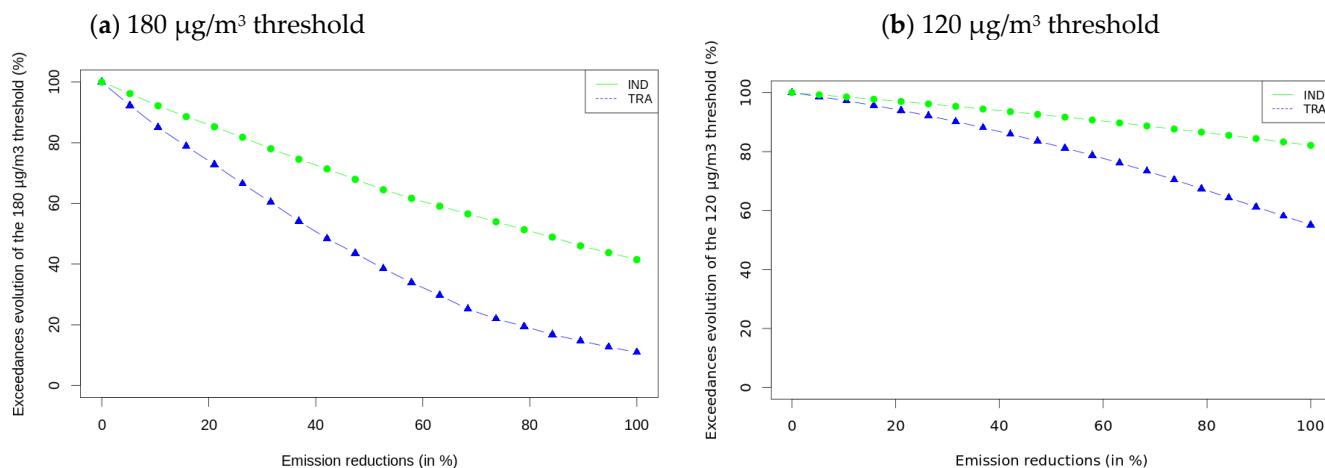 (a) 180 µg/m³ threshold
Exceedances evolution of the 180 µg/m3 threshold (%)
100
80
60
40
20
0
IND
TRA
0 20 40 60 80 100
Emission reductions (in %)
(b) 120 µg/m³ threshold
Exceedances evolution of the 120 µg/m3 threshold (%)
100
80
60
40
20
0
IND
TRA
0 20 40 60 80 100
Emission reductions (in %)